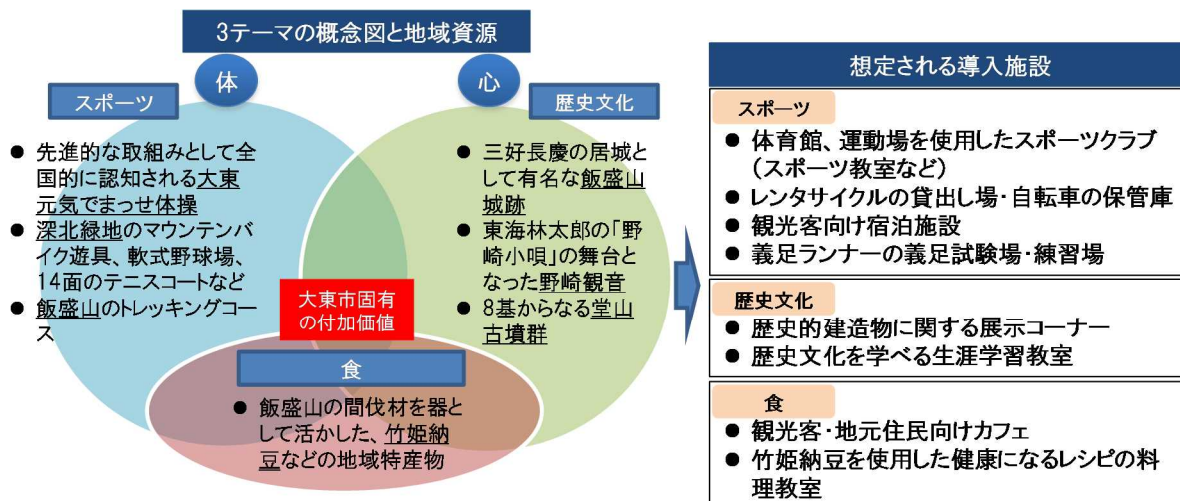 3テーマの概念図と地域資源
体
心
スポーツ
歴史文化
● 先進的な取組みとして全
国的に認知される大東
元気でまっせ体操
● 深北緑地のマウンテンバ
イク遊具、軟式野球場、
14面のテニスコートなど
● 飯盛山のトレッキングコー
ス
● 三好長慶の居城と
して有名な飯盛山
城跡
● 東海林太郎の「野
崎小唄」の舞台と
なった野崎観音
● 8基からなる堂山
古墳群
大東市固有
の付加価値
食
● 飯盛山の間伐材を器と
して活かした、竹姫納
豆などの地域特産物
想定される導入施設
スポーツ
● 体育館、運動場を使用したスポーツクラブ
（スポーツ教室など）
● レンタサイクルの貸出し場・自転車の保管庫
● 観光客向け宿泊施設
● 義足ランナーの義足試験場・練習場
歴史文化
● 歴史的建造物に関する展示コーナー
● 歴史文化を学べる生涯学習教室
食
● 観光客・地元住民向けカフェ
● 竹姫納豆を使用した健康になるレシピの料
理教室